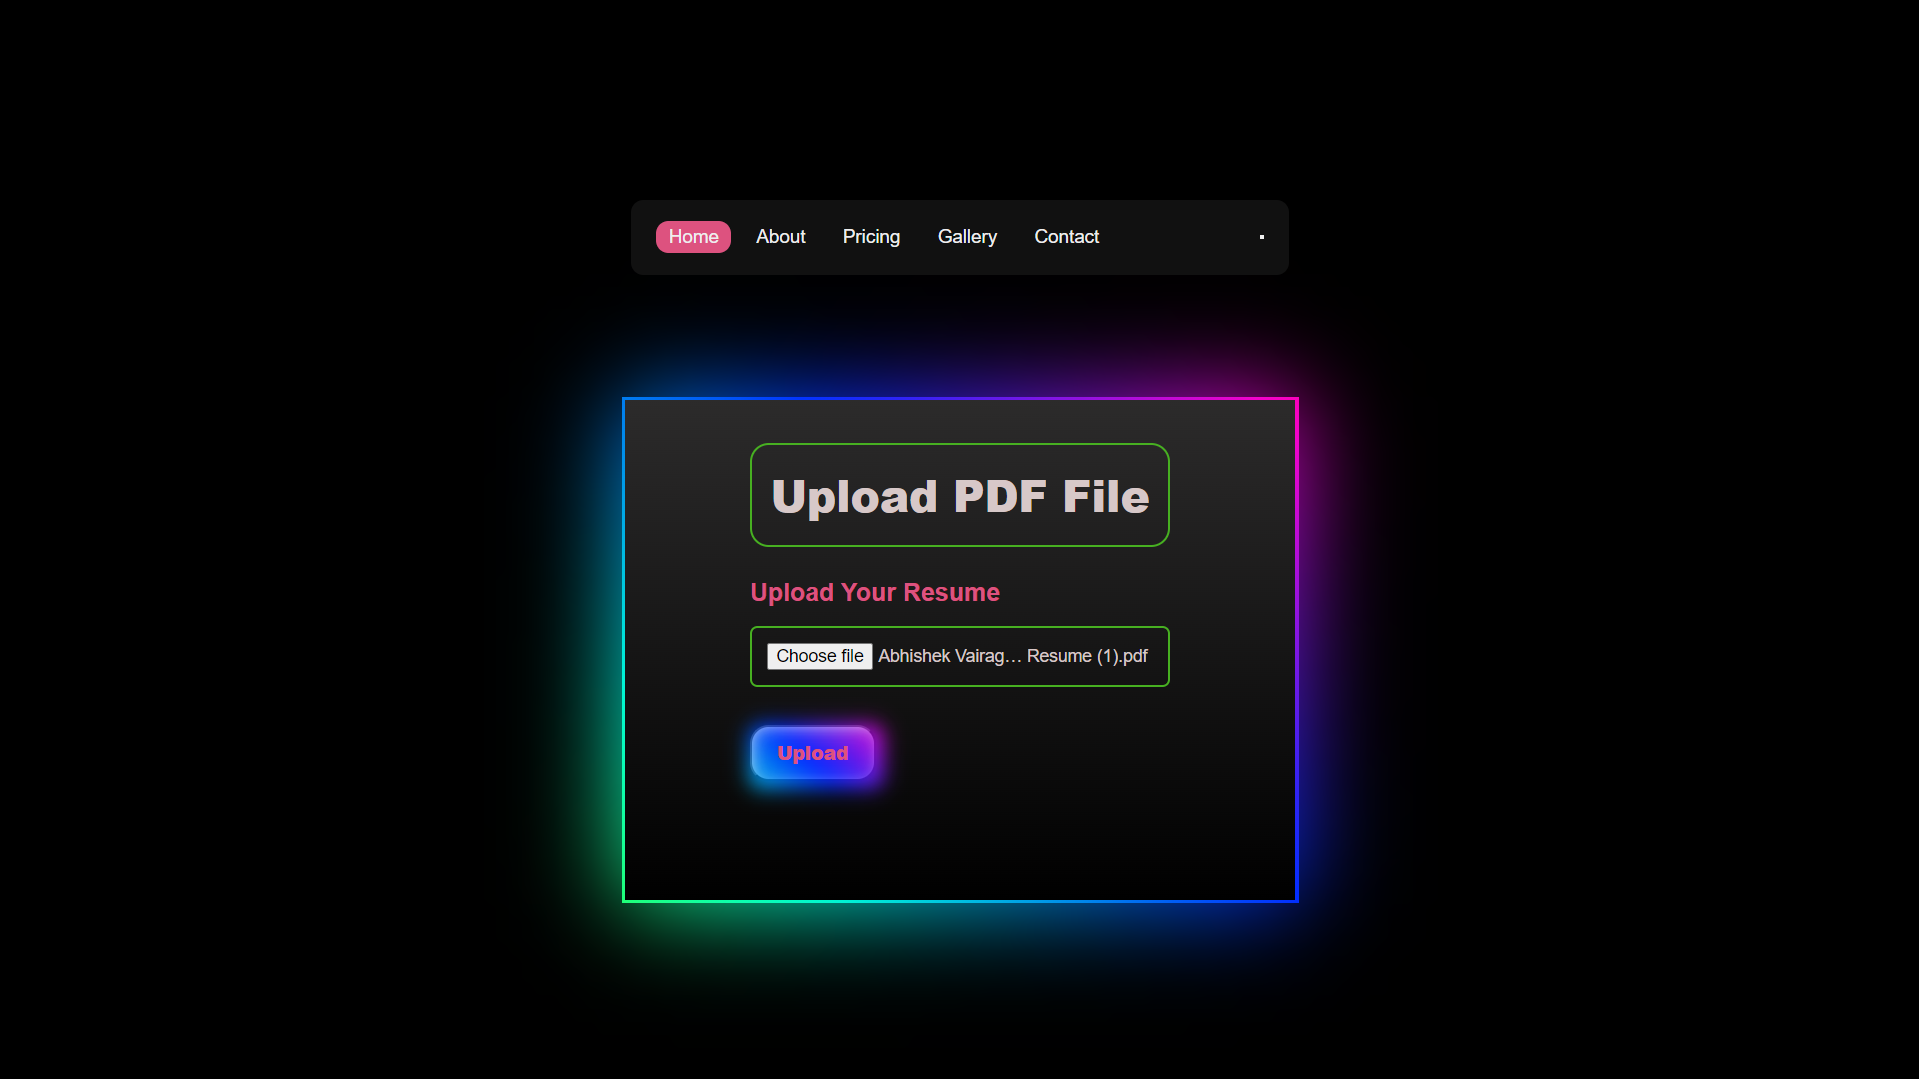 Home About Pricing Gallery Contact
Upload PDF File
Upload Your Resume
Choose file Abhishek Vairag… Resume (1).pdf
Upload